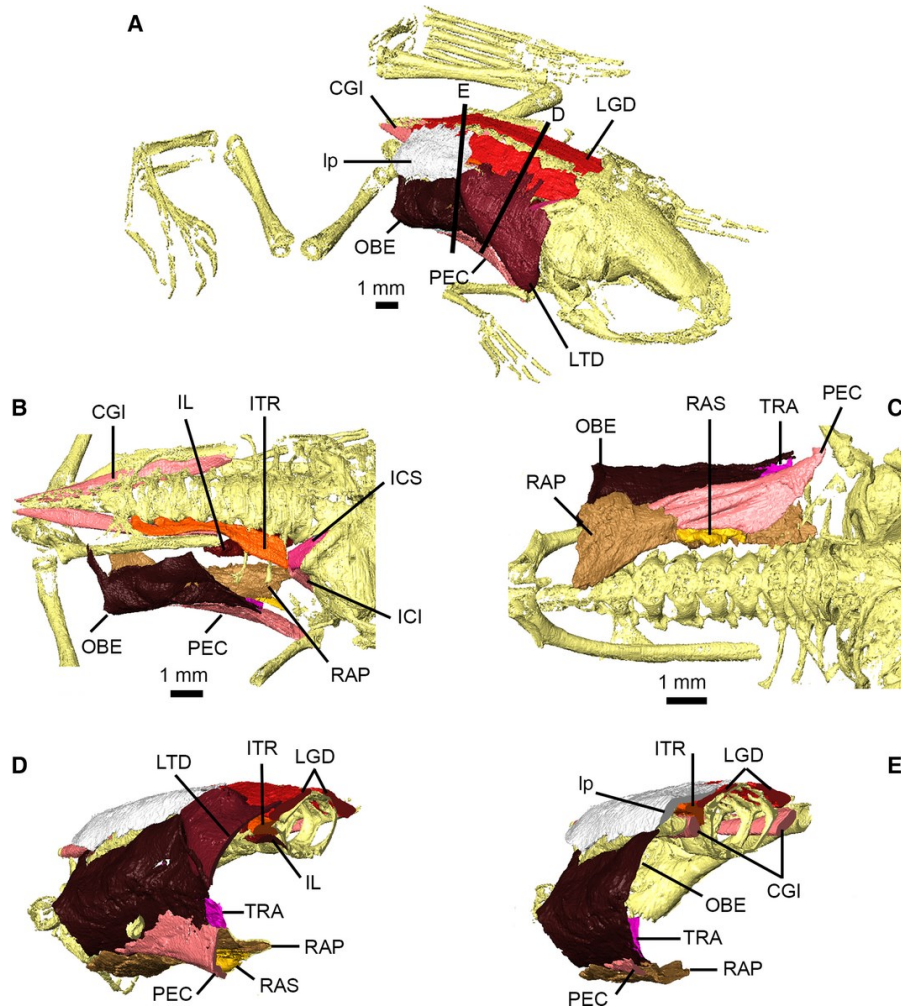 A
CGI
E
D
LGD
lp
OBE
PEC
1 mm
LTD
B
CGI
IL
ITR
ICS
ICI
OBE
PEC
RAP
1 mm
C
OBE
RAS
TRA
PEC
RAP
1 mm
D
LTD
ITR
LGD
IL
TRA
RAP
PEC
RAS
E
ITR
LGD
lp
CGI
OBE
TRA
RAP
PEC